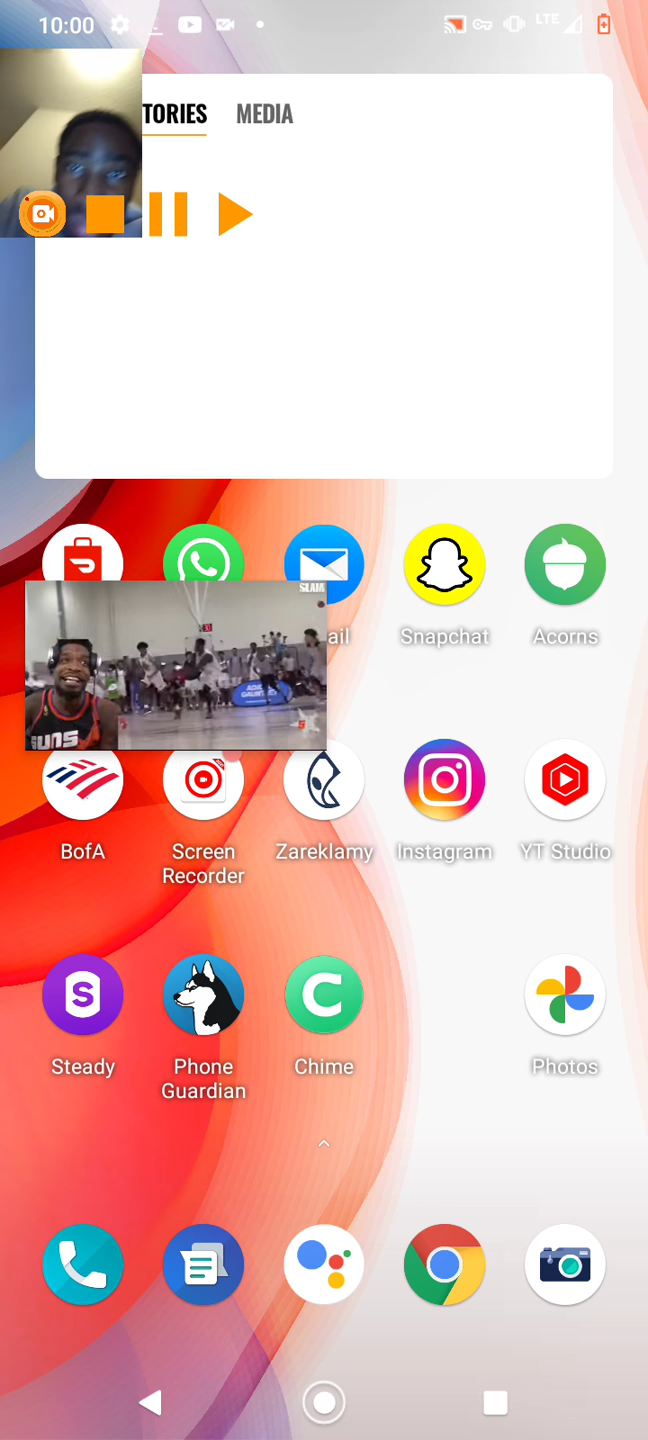 10:00
LTE
TORIES MEDIA
SLAM
ail Snapchat Acorns
SUNS
BofA Screen Recorder Zareklamy Instagram YT Studio
Steady Phone Guardian Chime Photos